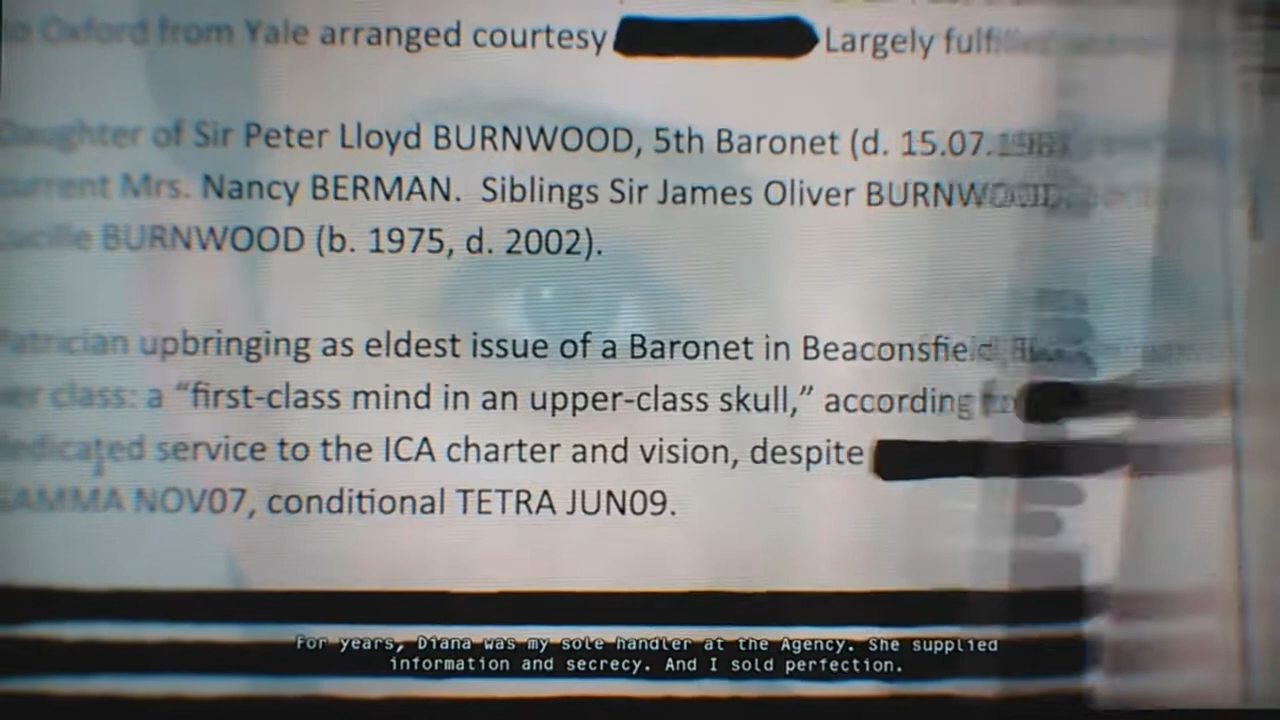 Oxford from Yale arranged courtesy Largely
Daughter of Sir Peter Lloyd BURNWOOD, 5th Baronet (d. 15.07.
current Mrs. Nancy BERMAN. Siblings Sir James Oliver BURNWOOD
BURNWOOD (b. 1975, d. 2002).
Patrician upbringing as eldest issue of a Baronet in Beaconsfield
class: a “first-class mind in an upper-class skull,” according to
dedicated service to the ICA charter and vision, despite
GAMMA NOV07, conditional TETRA JUN09.
For years, Diana was my sole handler at the Agency. She supplied
information and secrecy. And I sold perfection.